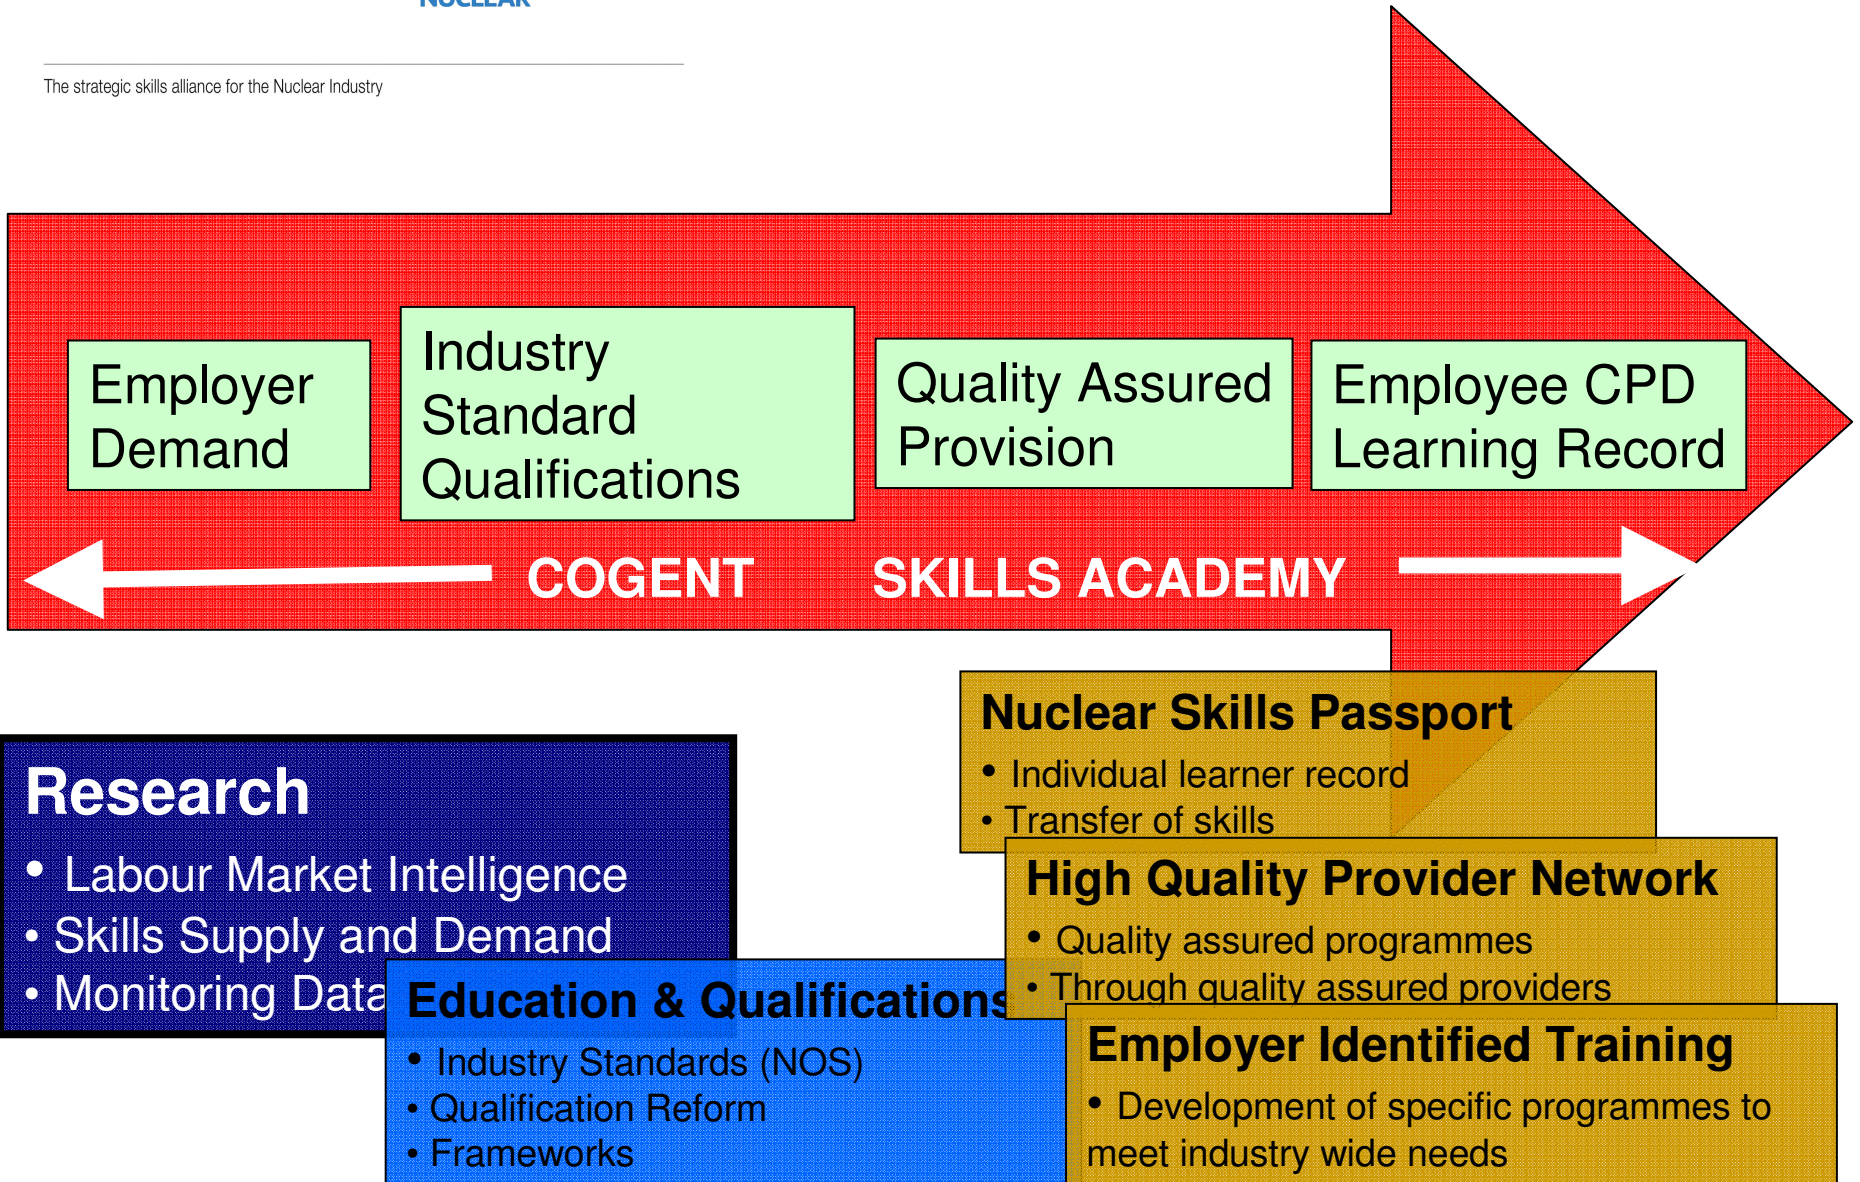 NUCLEAR
The strategic skills alliance for the Nuclear Industry
Employer
Demand
Industry
Standard
Qualifications
Quality Assured
Provision
Employee CPD
Learning Record
COGENT SKILLS ACADEMY
Nuclear Skills Passport
• Individual learner record
• Transfer of skills
Research
• Labour Market Intelligence
• Skills Supply and Demand
• Monitoring Data
High Quality Provider Network
• Quality assured programmes
• Through quality assured providers
Education & Qualifications
• Industry Standards (NOS)
• Qualification Reform
• Frameworks
Employer Identified Training
• Development of specific programmes to
meet industry wide needs